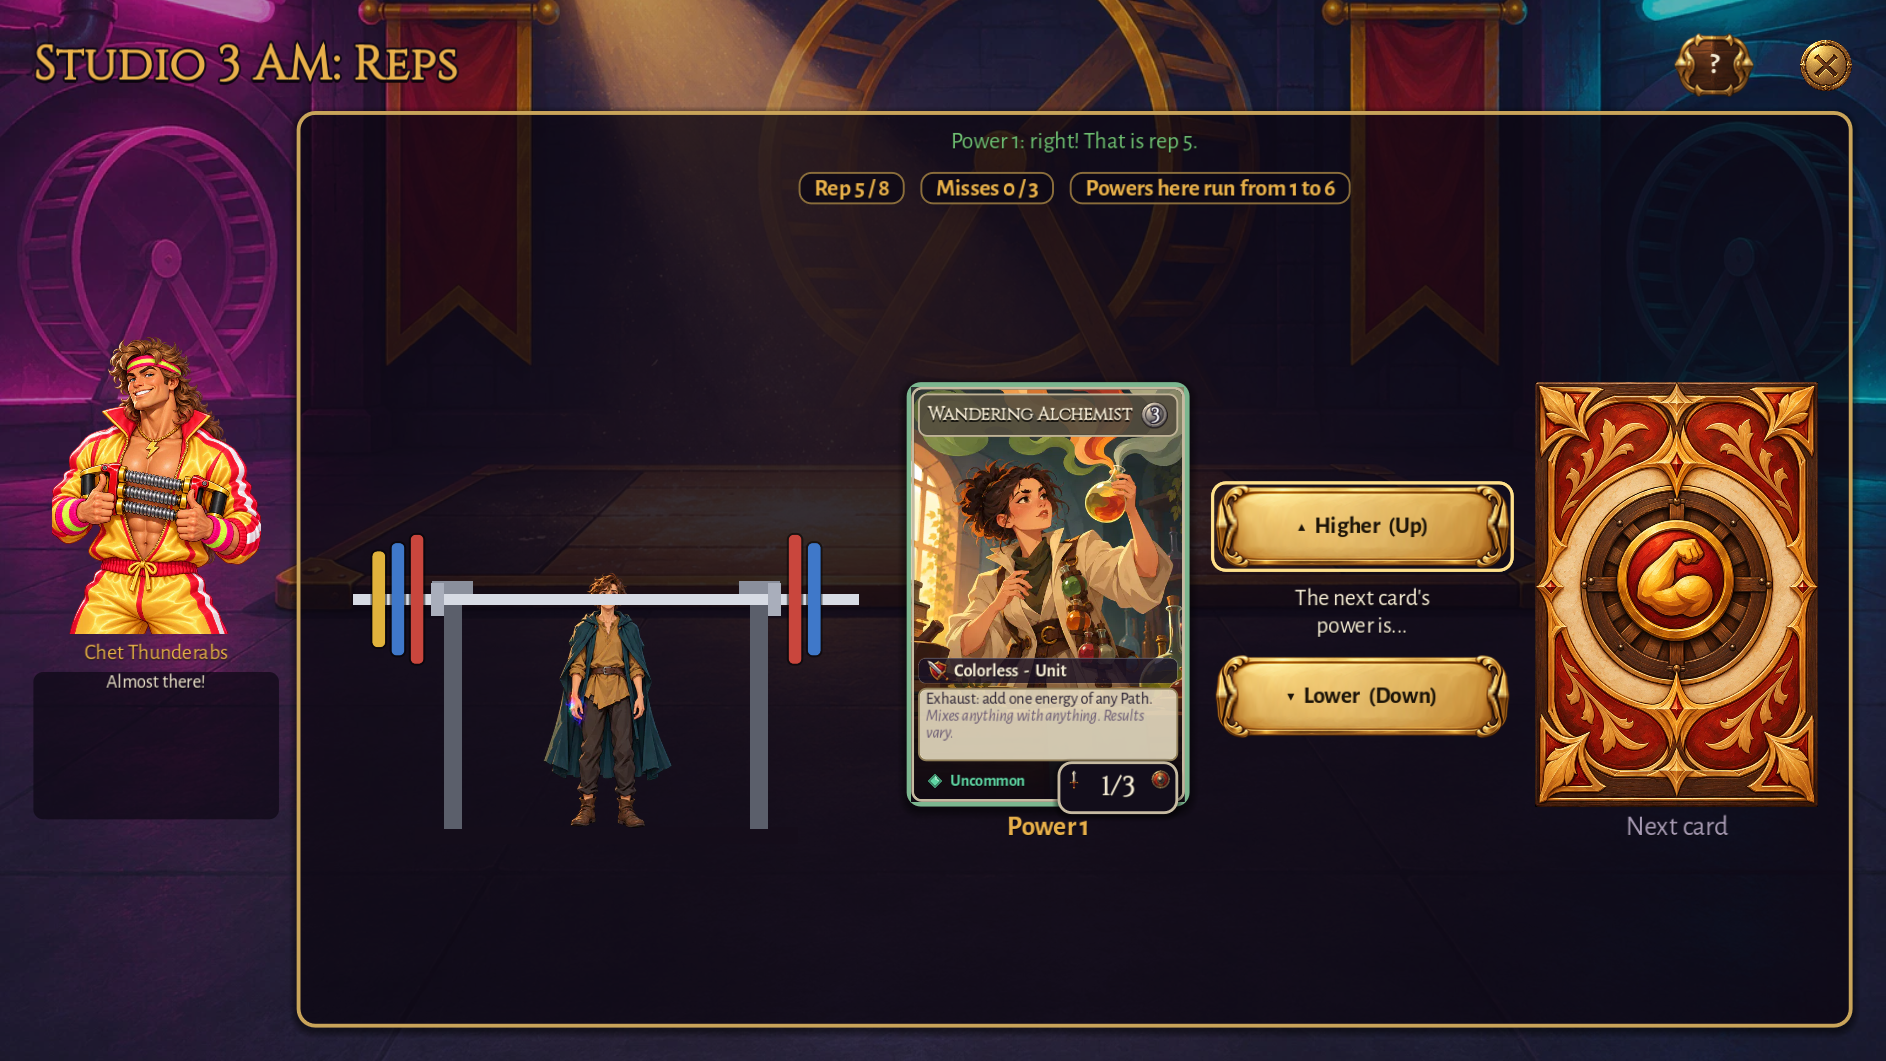 Studio 3 AM: Reps
?
Power 1: right! That is rep 5.
Rep 5 / 8
Misses 0 / 3
Powers here run from 1 to 6
Wandering Alchemist 3
Colorless - Unit
Exhaust: add one energy of any Path.
Mixes anything with anything. Results
vary.
Uncommon
1/3
Power 1
▲ Higher (Up)
The next card's
power is...
▼ Lower (Down)
Next card
Chet Thunderabs
Almost there!